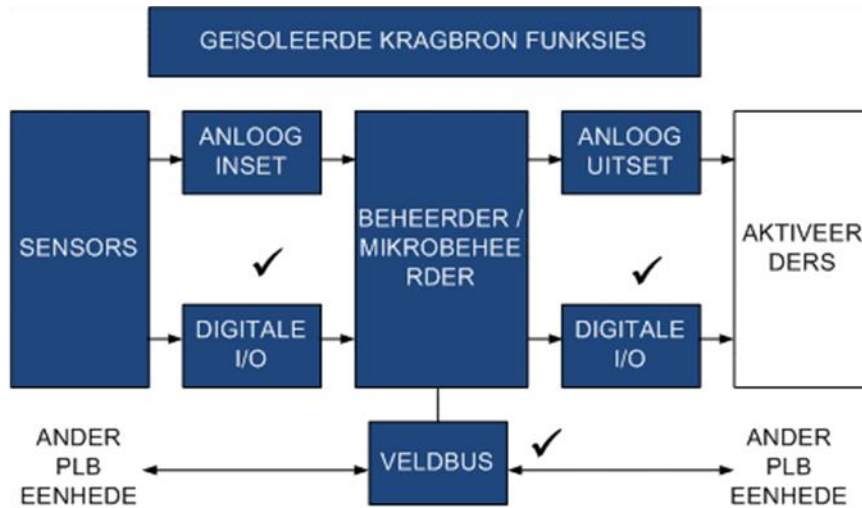 GEÏSOLEERDE KRAGBRON FUNKSIES
SENSORS
ANLOOG
INSET
DIGITALE
I/O
BEHEERDER /
MIKROBEHEE
RDER
ANLOOG
UITSET
DIGITALE
I/O
AKTIVEER
DERS
ANDER
PLB
EENHEDE
VELDBUS
ANDER
PLB
EENHEDE